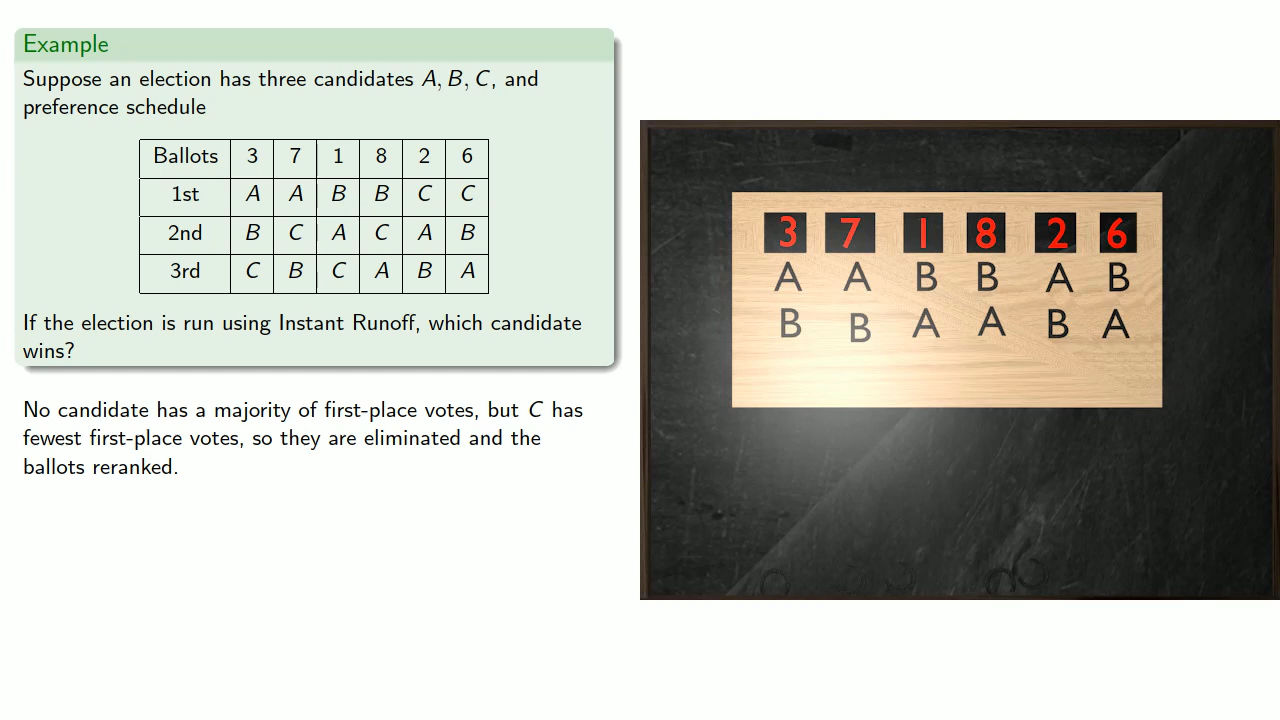 Example
Suppose an election has three candidates A, B, C, and
preference schedule
Ballots 3 7 1 8 2 6
1st A A B B C C
2nd B C A C A B
3rd C B C A B A
If the election is run using Instant Runoff, which candidate
wins?
No candidate has a majority of first-place votes, but C has
fewest first-place votes, so they are eliminated and the
ballots reranked.
3 7 1 8 2 6
A A B B A B
B B A A B A